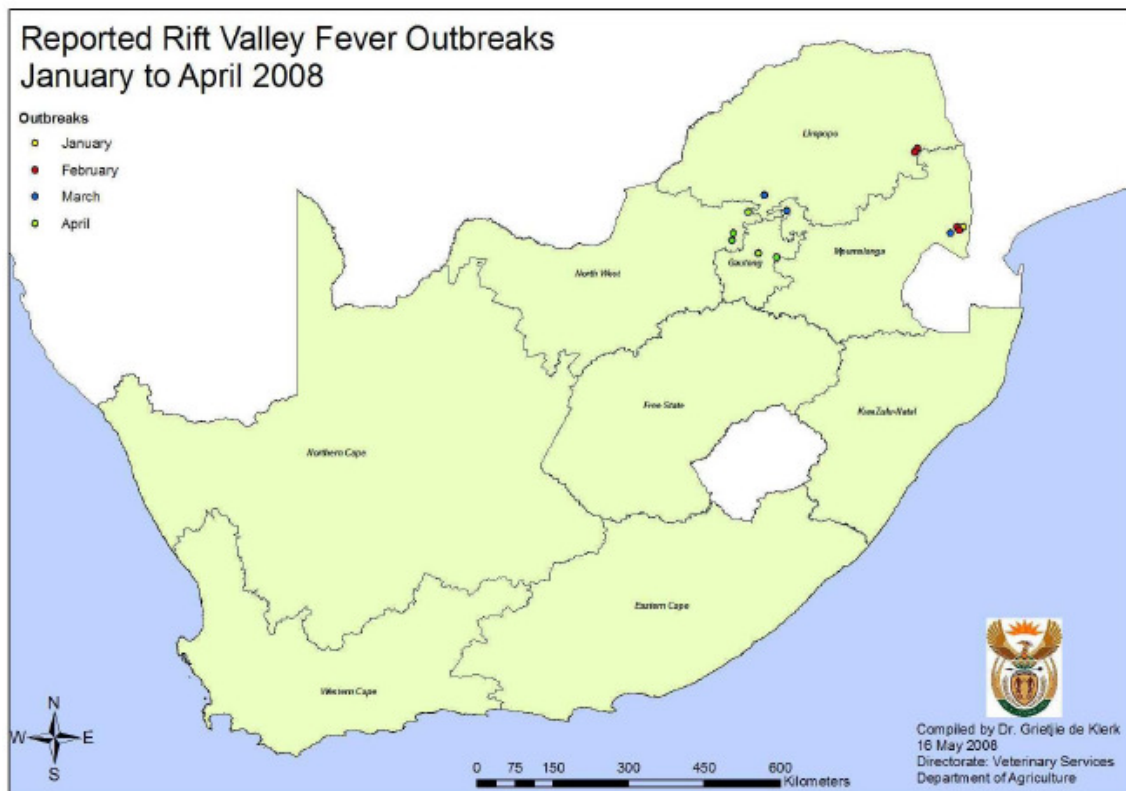 Reported Rift Valley Fever Outbreaks
January to April 2008
Outbreaks
January
February
March
April
Limpopo
Mpumalanga
Gauteng
North West
Free State
KwaZulu-Natal
Northern Cape
Eastern Cape
Western Cape
N
W E
S
0 75 150 300 450 600
Kilometers
Compiled by Dr. Grietjie de Klerk
16 May 2008
Directorate: Veterinary Services
Department of Agriculture